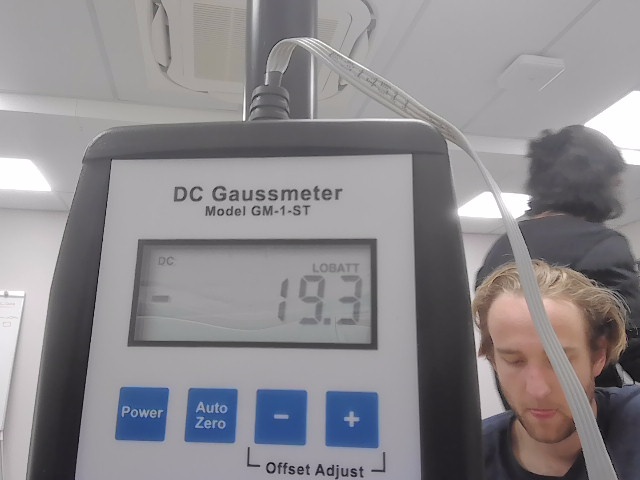 DC Gaussmeter
Model GM-1-ST
DC
LOBATT
- 19.3
Power
Auto
Zero
-
+
Offset Adjust